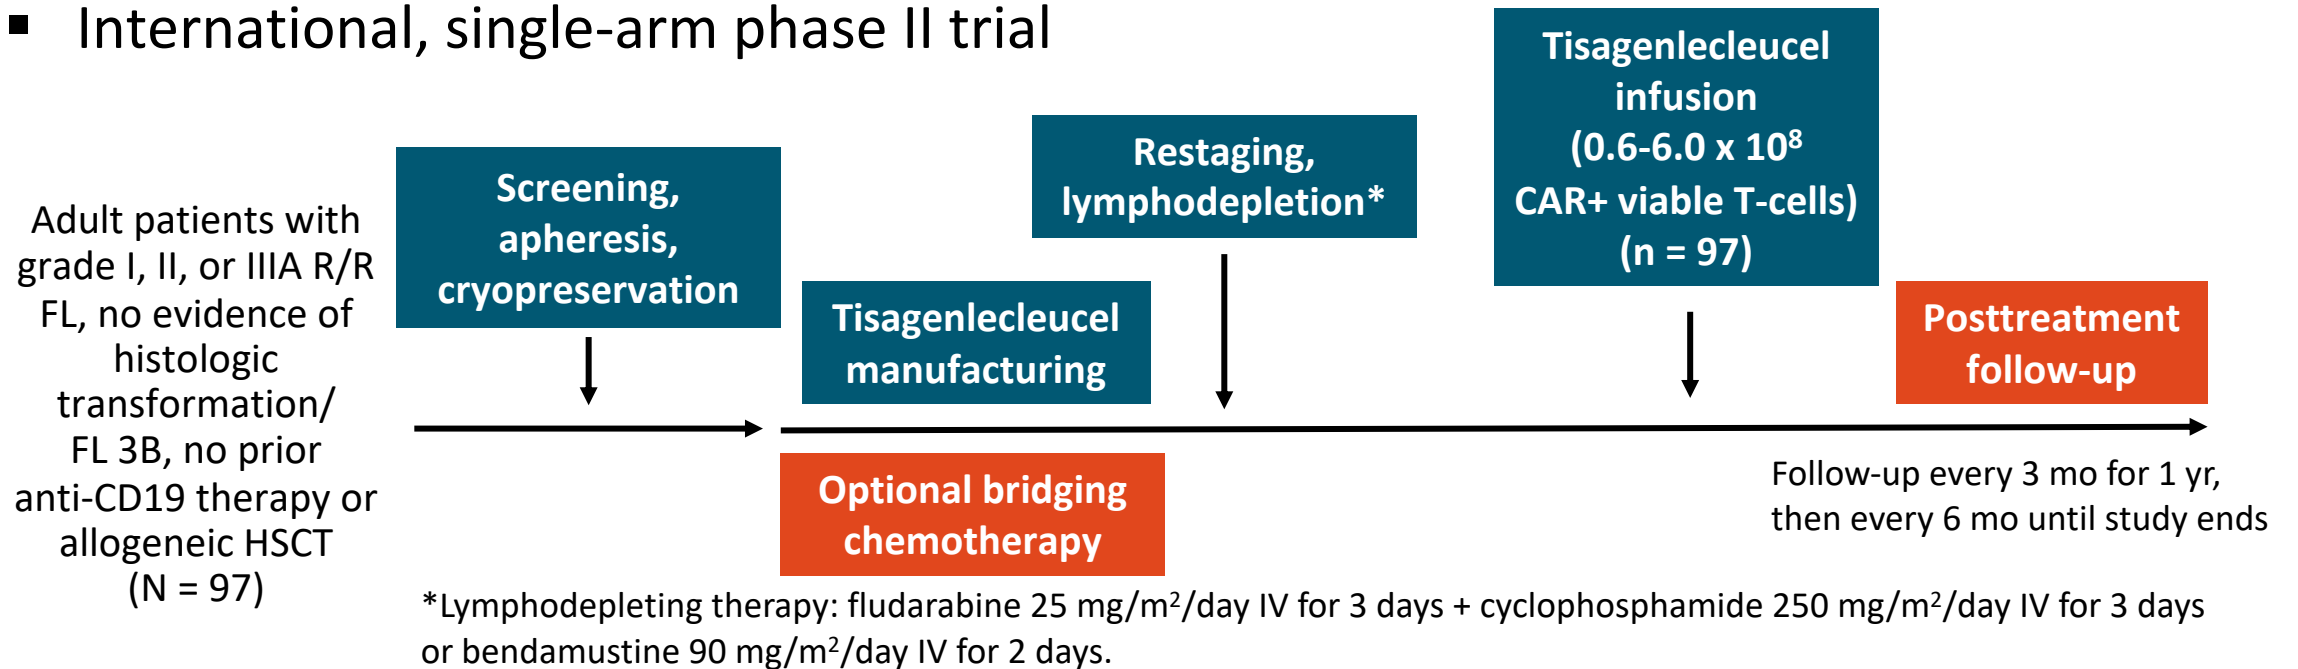 ▪ International, single-arm phase II trial
Adult patients with
grade I, II, or IIIA R/R
FL, no evidence of
histologic
transformation/
FL 3B, no prior
anti-CD19 therapy or
allogeneic HSCT
(N = 97)
Screening,
apheresis,
cryopreservation
Tisagenlecleucel
manufacturing
Optional bridging
chemotherapy
Restaging,
lymphodepletion*
Tisagenlecleucel
infusion
(0.6-6.0 x 10⁸
CAR+ viable T-cells)
(n = 97)
Posttreatment
follow-up
Follow-up every 3 mo for 1 yr,
then every 6 mo until study ends
*Lymphodepleting therapy: fludarabine 25 mg/m²/day IV for 3 days + cyclophosphamide 250 mg/m²/day IV for 3 days
or bendamustine 90 mg/m²/day IV for 2 days.